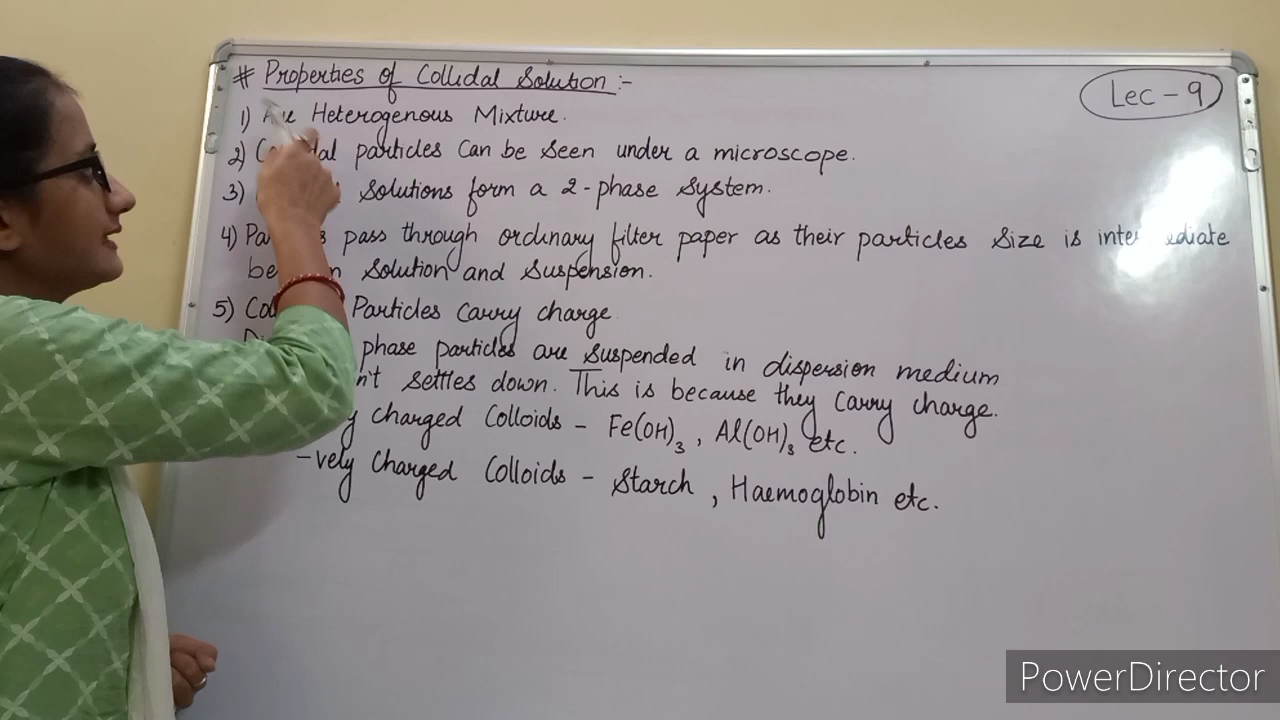 # Properties of Collidal Solution :-
Lec - 9
1) Are Heterogenous Mixture.
2) particles Can be seen under a microscope.
3) solutions form a 2-phase system.
4) pass through ordinary filter paper as their particles size is intermediate
solution and suspension.
5) Particles Carry charge
phase particles are suspended in dispersion medium
settles down. This is because they Carry charge.
charged Colloids - Fe(OH)3, Al(OH)3 etc.
-vely Charged Colloids - Starch, Haemoglobin etc.
PowerDirector